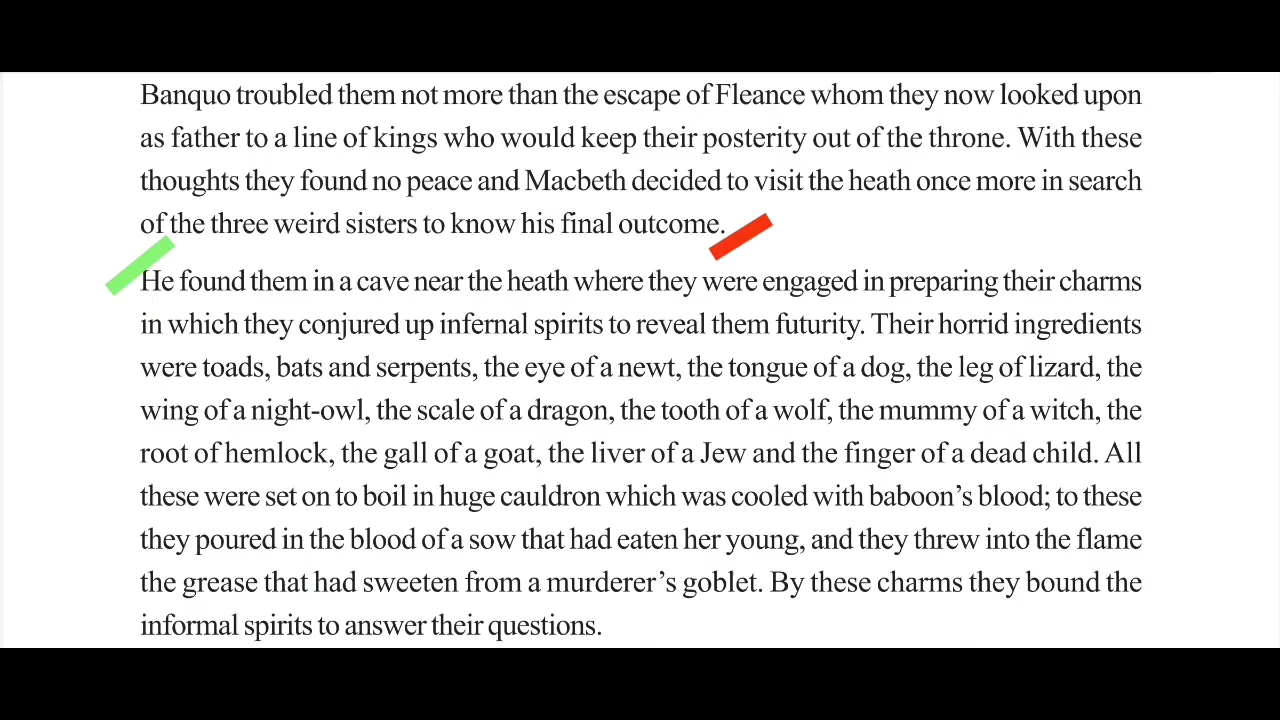 Banquo troubled them not more than the escape of Fleance whom they now looked upon
as father to a line of kings who would keep their posterity out of the throne. With these
thoughts they found no peace and Macbeth decided to visit the heath once more in search
of the three weird sisters to know his final outcome.
He found them in a cave near the heath where they were engaged in preparing their charms
in which they conjured up infernal spirits to reveal them futurity. Their horrid ingredients
were toads, bats and serpents, the eye of a newt, the tongue of a dog, the leg of lizard, the
wing of a night-owl, the scale of a dragon, the tooth of a wolf, the mummy of a witch, the
root of hemlock, the gall of a goat, the liver of a Jew and the finger of a dead child. All
these were set on to boil in huge cauldron which was cooled with baboon’s blood; to these
they poured in the blood of a sow that had eaten her young, and they threw into the flame
the grease that had sweeten from a murderer’s goblet. By these charms they bound the
informal spirits to answer their questions.